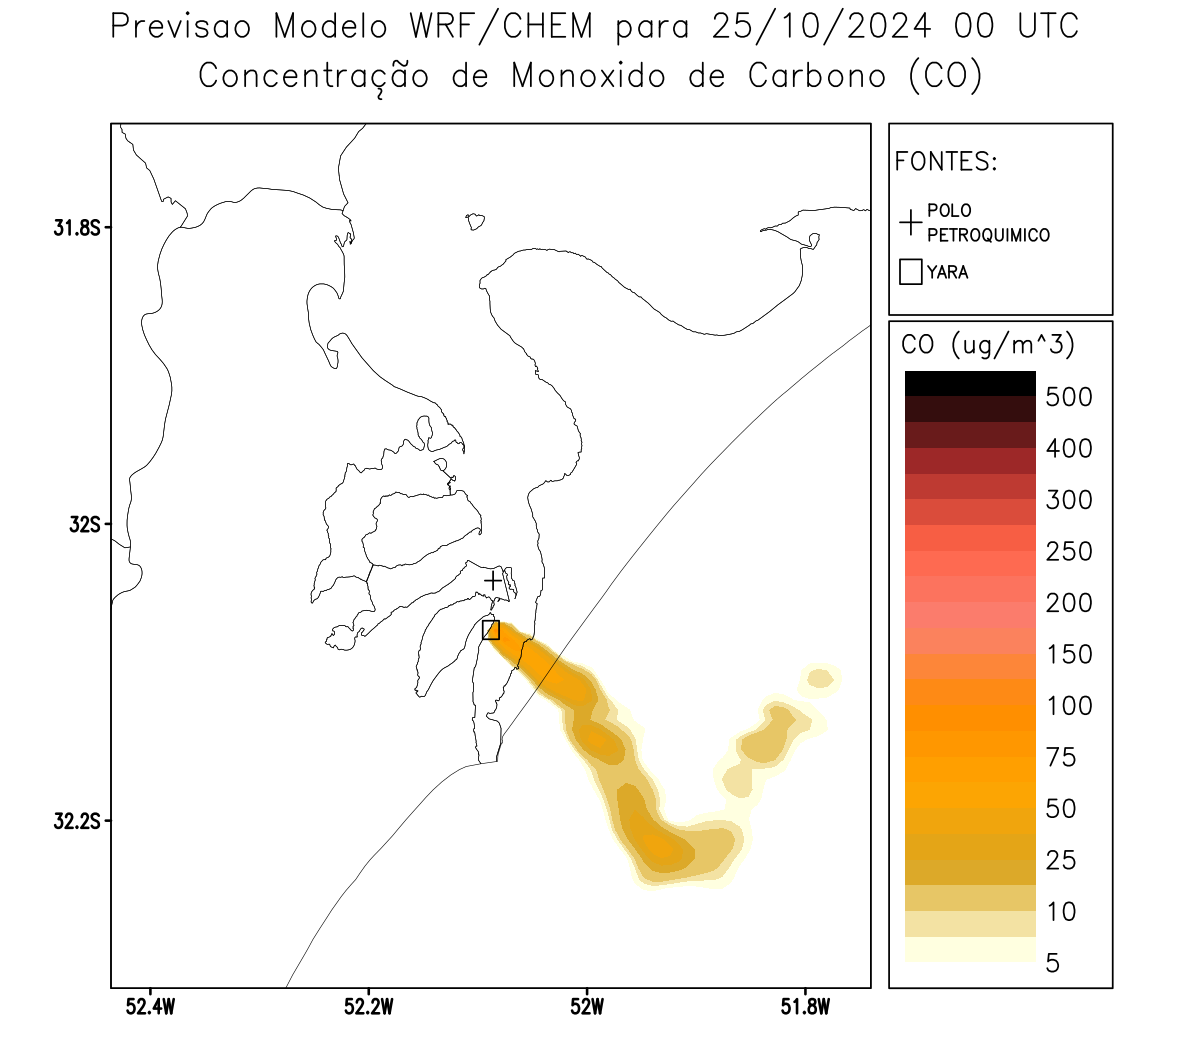 Previsao Modelo WRF/CHEM para 25/10/2024 00 UTC
Concentração de Monoxido de Carbono (CO)
FONTES:
POLO
PETROQUIMICO
YARA
CO (ug/m^3)
500
400
300
250
200
150
100
75
50
25
10
5
31.8S
32S
32.2S
52.4W
52.2W
52W
51.8W